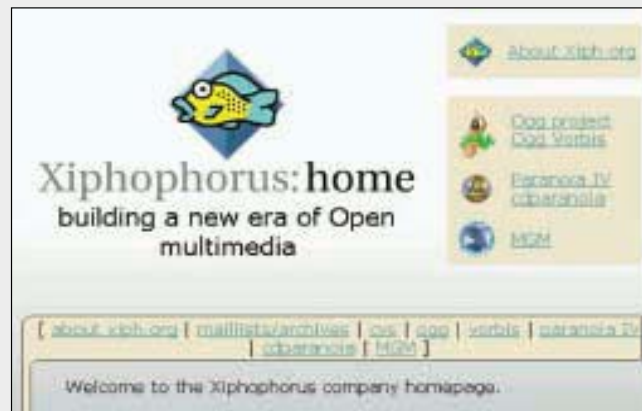 About Xiph.org
Ogg project
Ogg Vorbis
Paranoia IV
cdparanoia
MGM
Xiphophorus:home
building a new era of Open
multimedia
[ about xiph.org | maillists/archives | cvs | ogg | vorbis | paranoia IV
| cdparanoia | MGM ]
Welcome to the Xiphophorus company homepage.